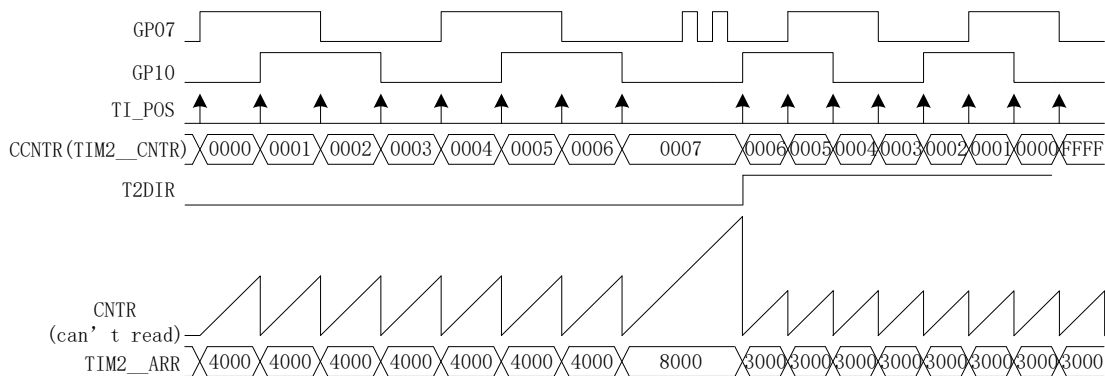 GP07
GP10
TI_POS
CCNTR(TIM2__CNTR) 0000 0001 0002 0003 0004 0005 0006 0007 0006 0005 0004 0003 0002 0001 0000 FFFF
T2DIR
CNTR
(can't read)
TIM2__ARR 4000 4000 4000 4000 4000 4000 4000 8000 3000 3000 3000 3000 3000 3000 3000 3000